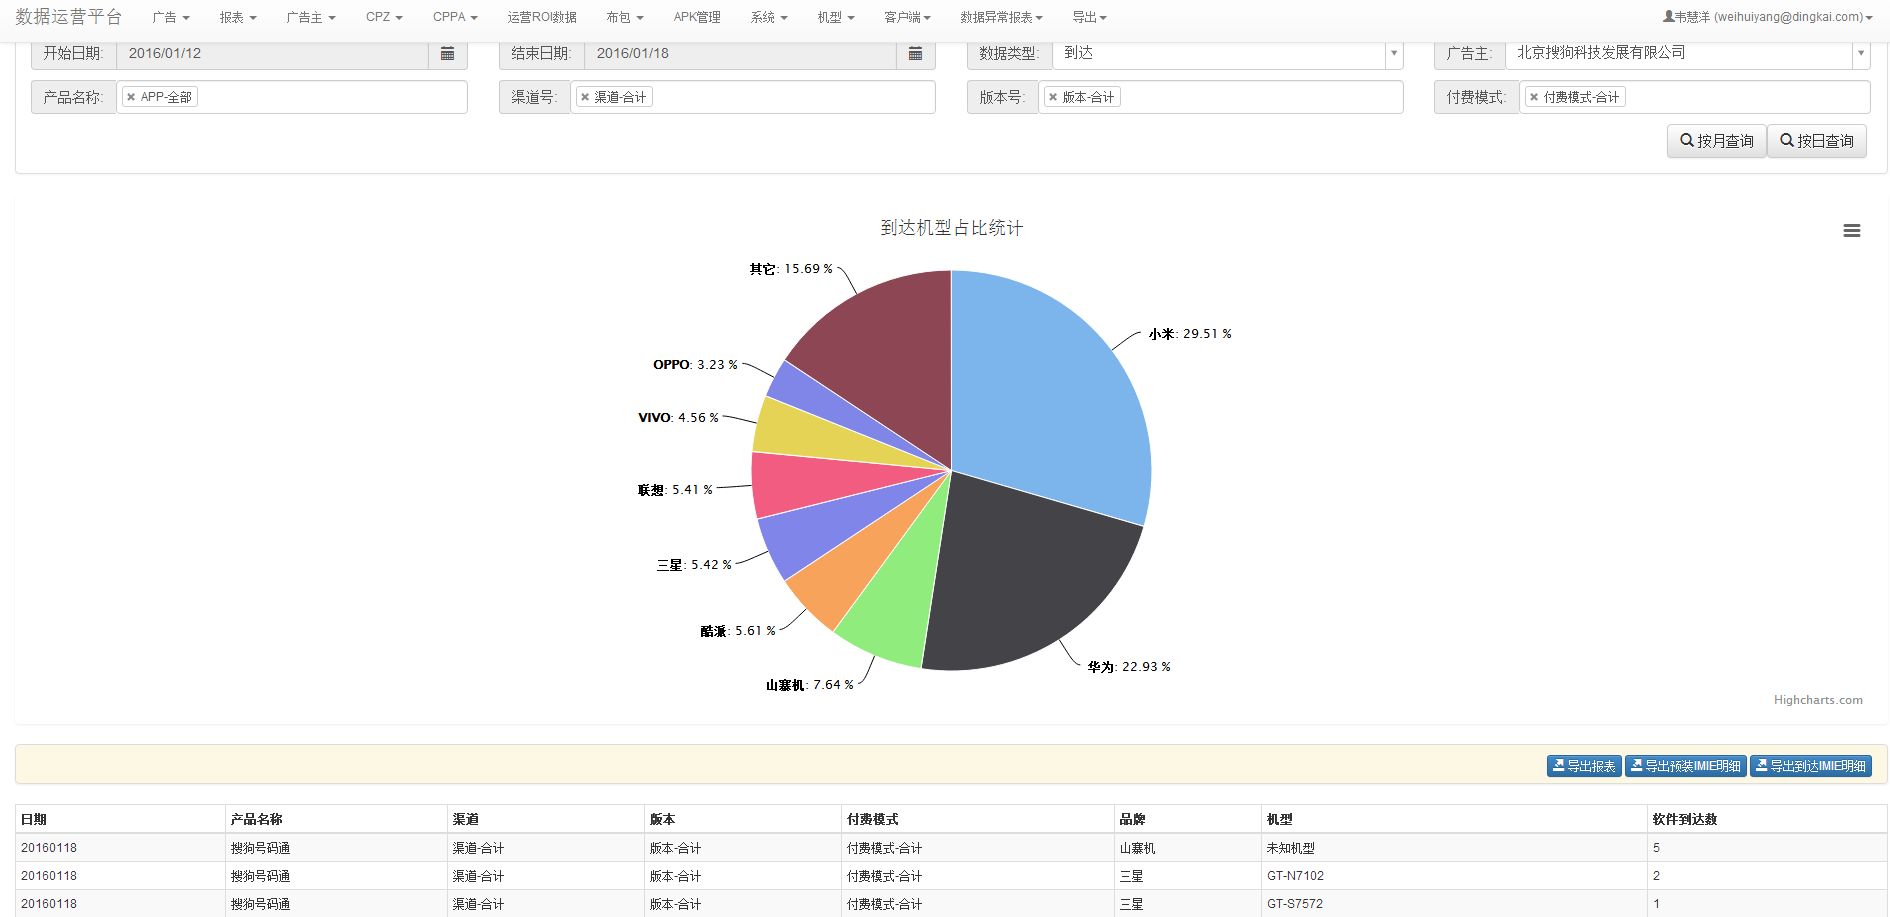 数据运营平台 广告 报表 广告主 CPZ CPPA 运营ROI数据 布包 APK管理 系统 机型 客户端 数据异常报表 导出 韦慧洋 (weihuiyang@dingkai.com)
开始日期: 2016/01/12 结束日期: 2016/01/18 数据类型: 到达 广告主: 北京搜狗科技发展有限公司
产品名称: × APP-全部 渠道号: × 渠道-合计 版本号: × 版本-合计 付费模式: × 付费模式-合计
按月查询 按日查询
到达机型占比统计
其它: 15.69 %
小米: 29.51 %
OPPO: 3.23 %
VIVO: 4.56 %
联想: 5.41 %
三星: 5.42 %
酷派: 5.61 %
华为: 22.93 %
山寨机: 7.64 %
Highcharts.com
导出报表 导出预装IMIE明细 导出到达IMIE明细
日期 产品名称 渠道 版本 付费模式 品牌 机型 软件到达数
20160118 搜狗号码通 渠道-合计 版本-合计 付费模式-合计 山寨机 未知机型 5
20160118 搜狗号码通 渠道-合计 版本-合计 付费模式-合计 三星 GT-N7102 2
20160118 搜狗号码通 渠道-合计 版本-合计 付费模式-合计 三星 GT-S7572 1